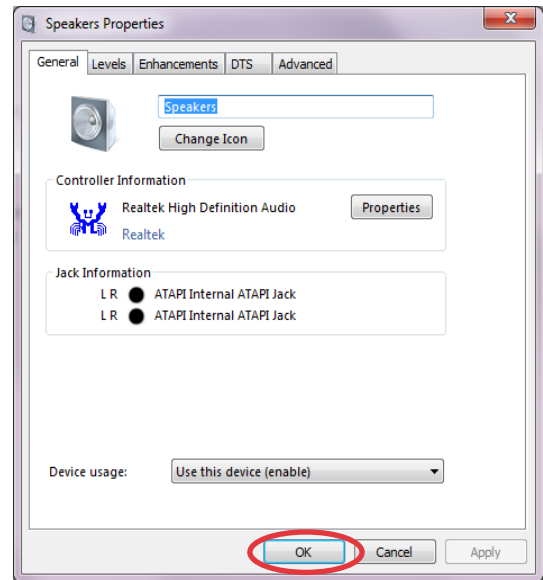 Speakers Properties
General Levels Enhancements DTS Advanced
Speakers
Change Icon
Controller Information
Realtek High Definition Audio Properties
Realtek
Jack Information
L R ATAPI Internal ATAPI Jack
L R ATAPI Internal ATAPI Jack
Device usage: Use this device (enable)
OK Cancel Apply